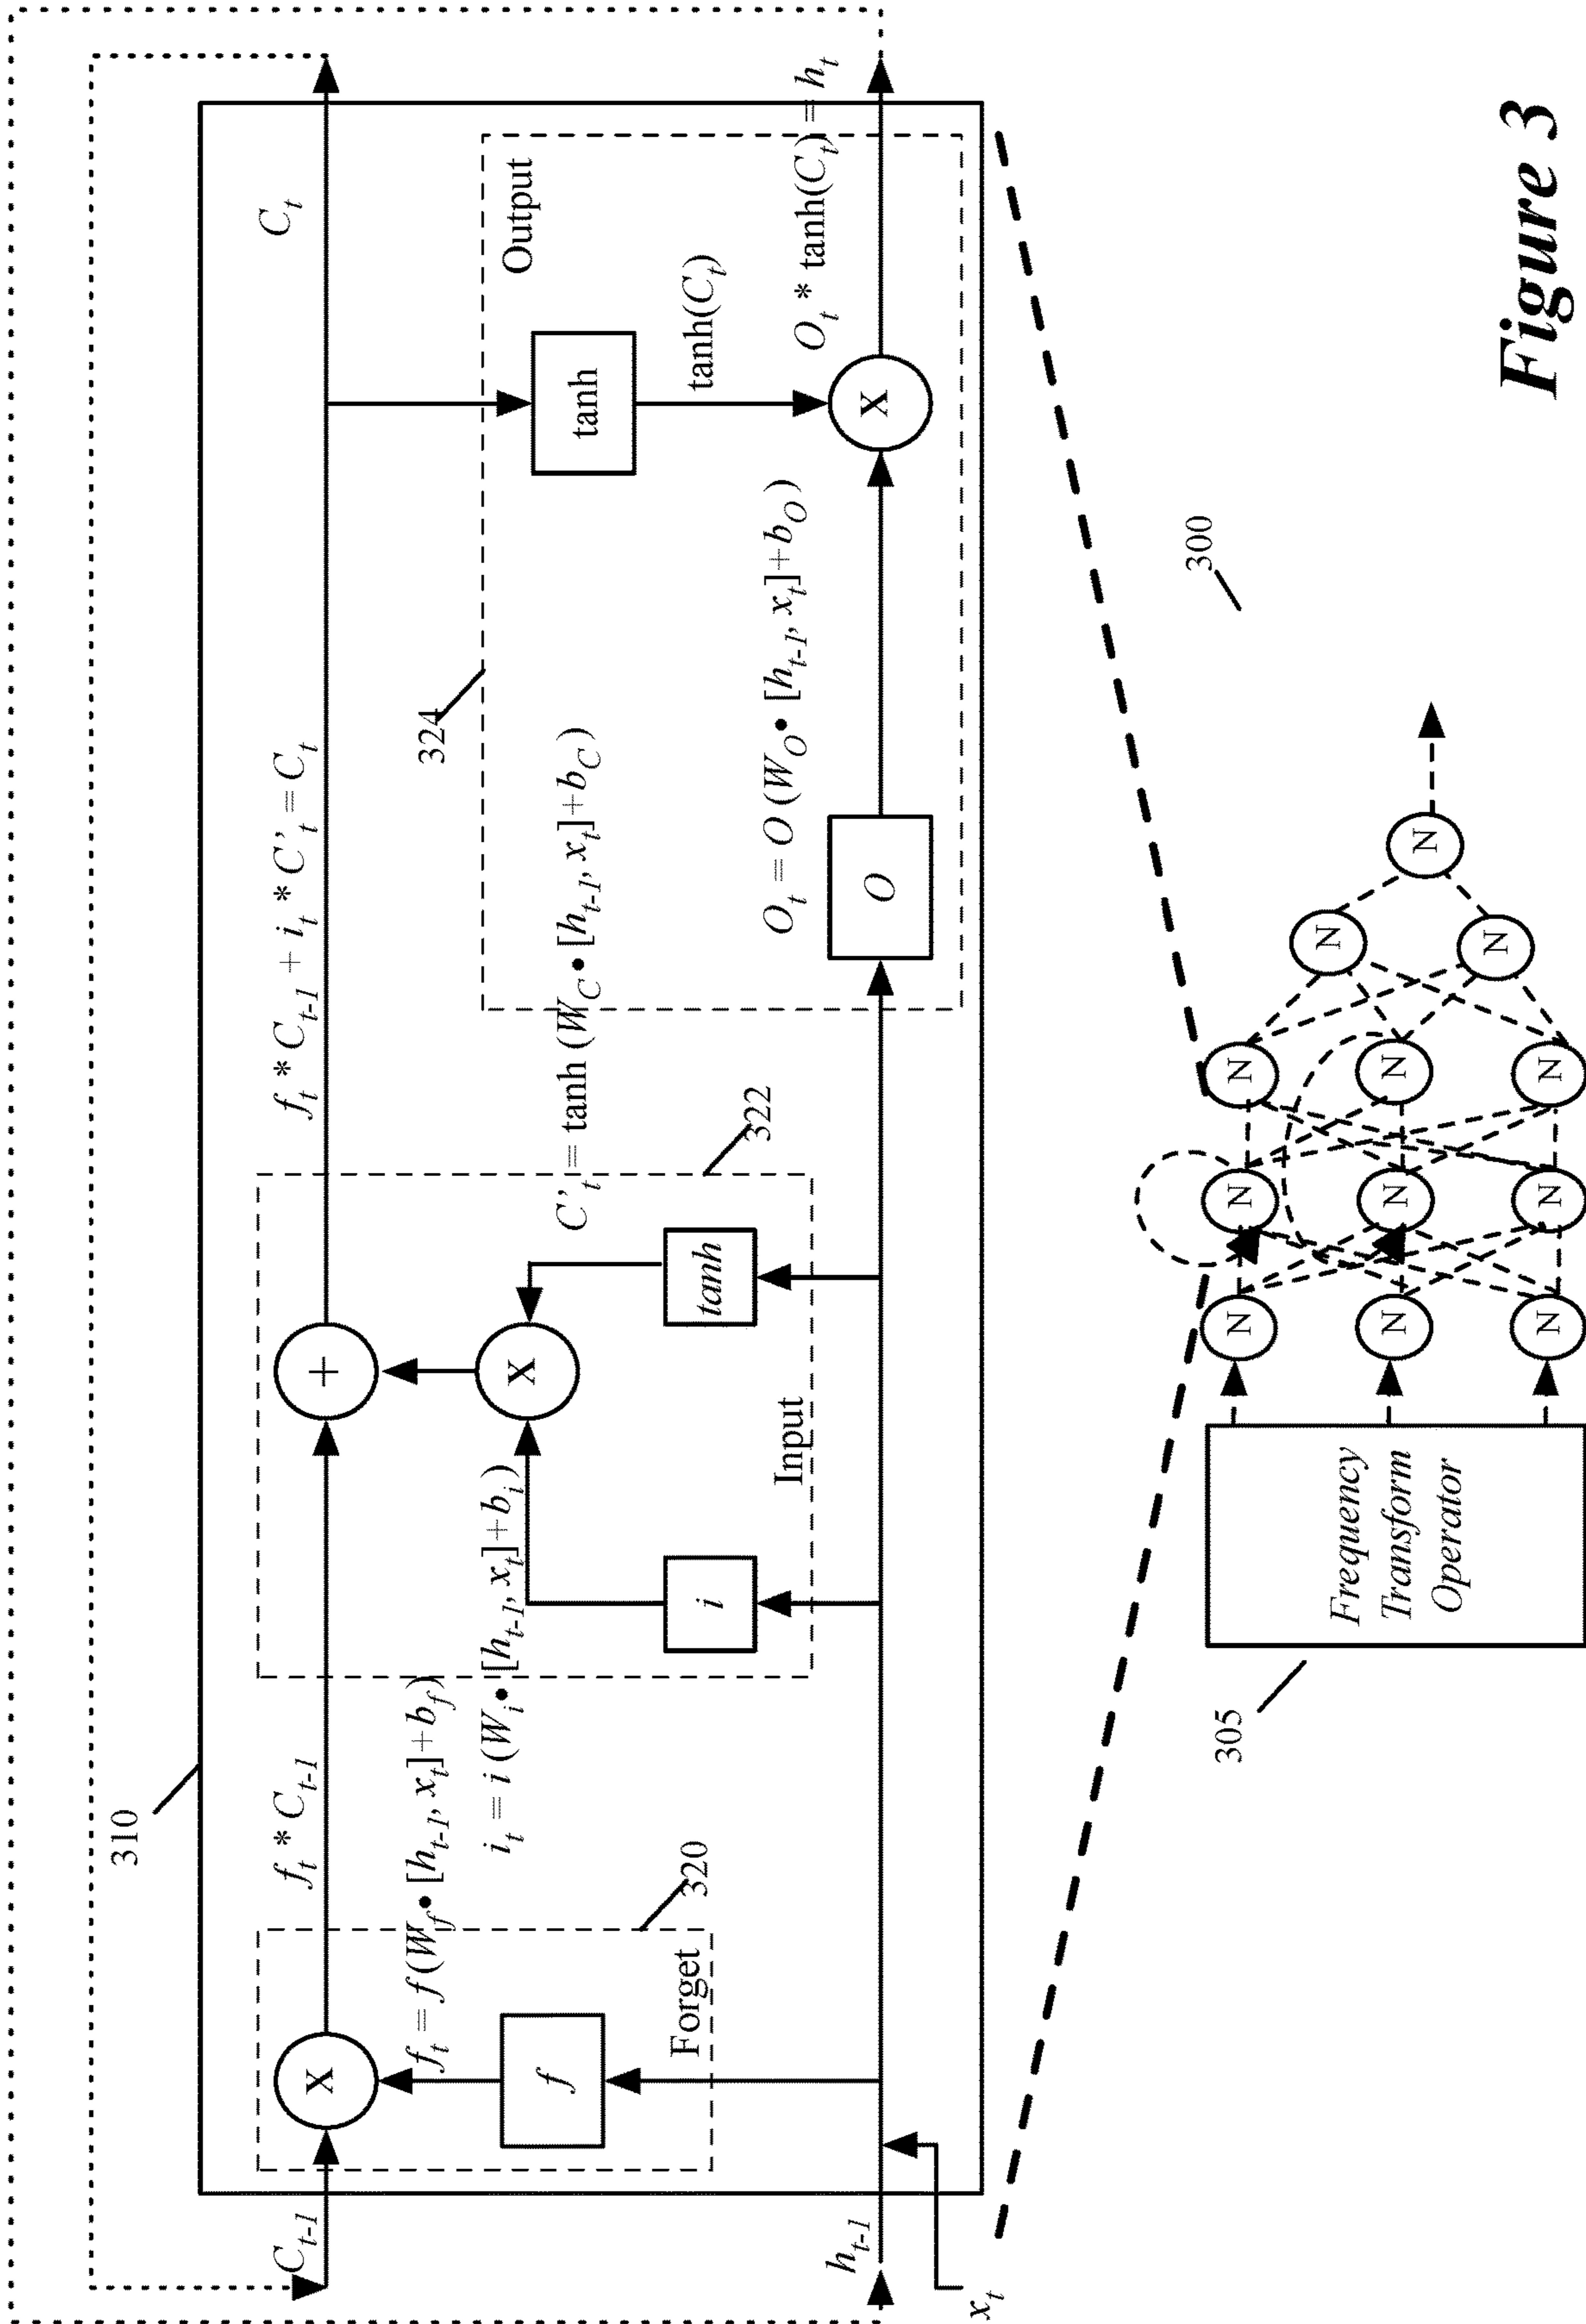 310
C_{t-1}
f_t * C_{t-1}
f_t * C_{t-1} + i_t * C'_t = C_t
C_t
X
+
f_t = f (W_f • [h_{t-1}, x_t]+b_f)
f
Forget
320
i_t = i (W_i • [h_{t-1}, x_t]+b_i)
X
i
tanh
Input
C'_t = tanh (W_C • [h_{t-1}, x_t]+b_C)
322
324
Output
tanh
tanh(C_t)
O_t = O (W_O • [h_{t-1}, x_t]+b_O)
O
X
O_t * tanh(C_t) = h_t
h_{t-1}
x_t
300
305
Frequency
Transform
Operator
N
N
N
N
N
N
N
N
N
N
N
N
Figure 3